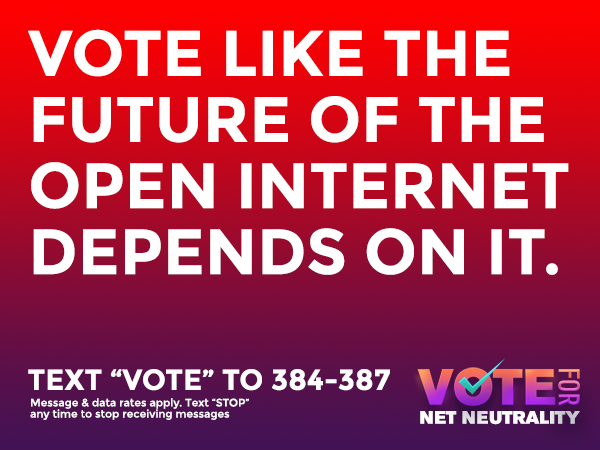 VOTE LIKE THE
FUTURE OF THE
OPEN INTERNET
DEPENDS ON IT.
TEXT “VOTE” TO 384-387
Message & data rates apply. Text “STOP”
any time to stop receiving messages
VOTE FOR
NET NEUTRALITY